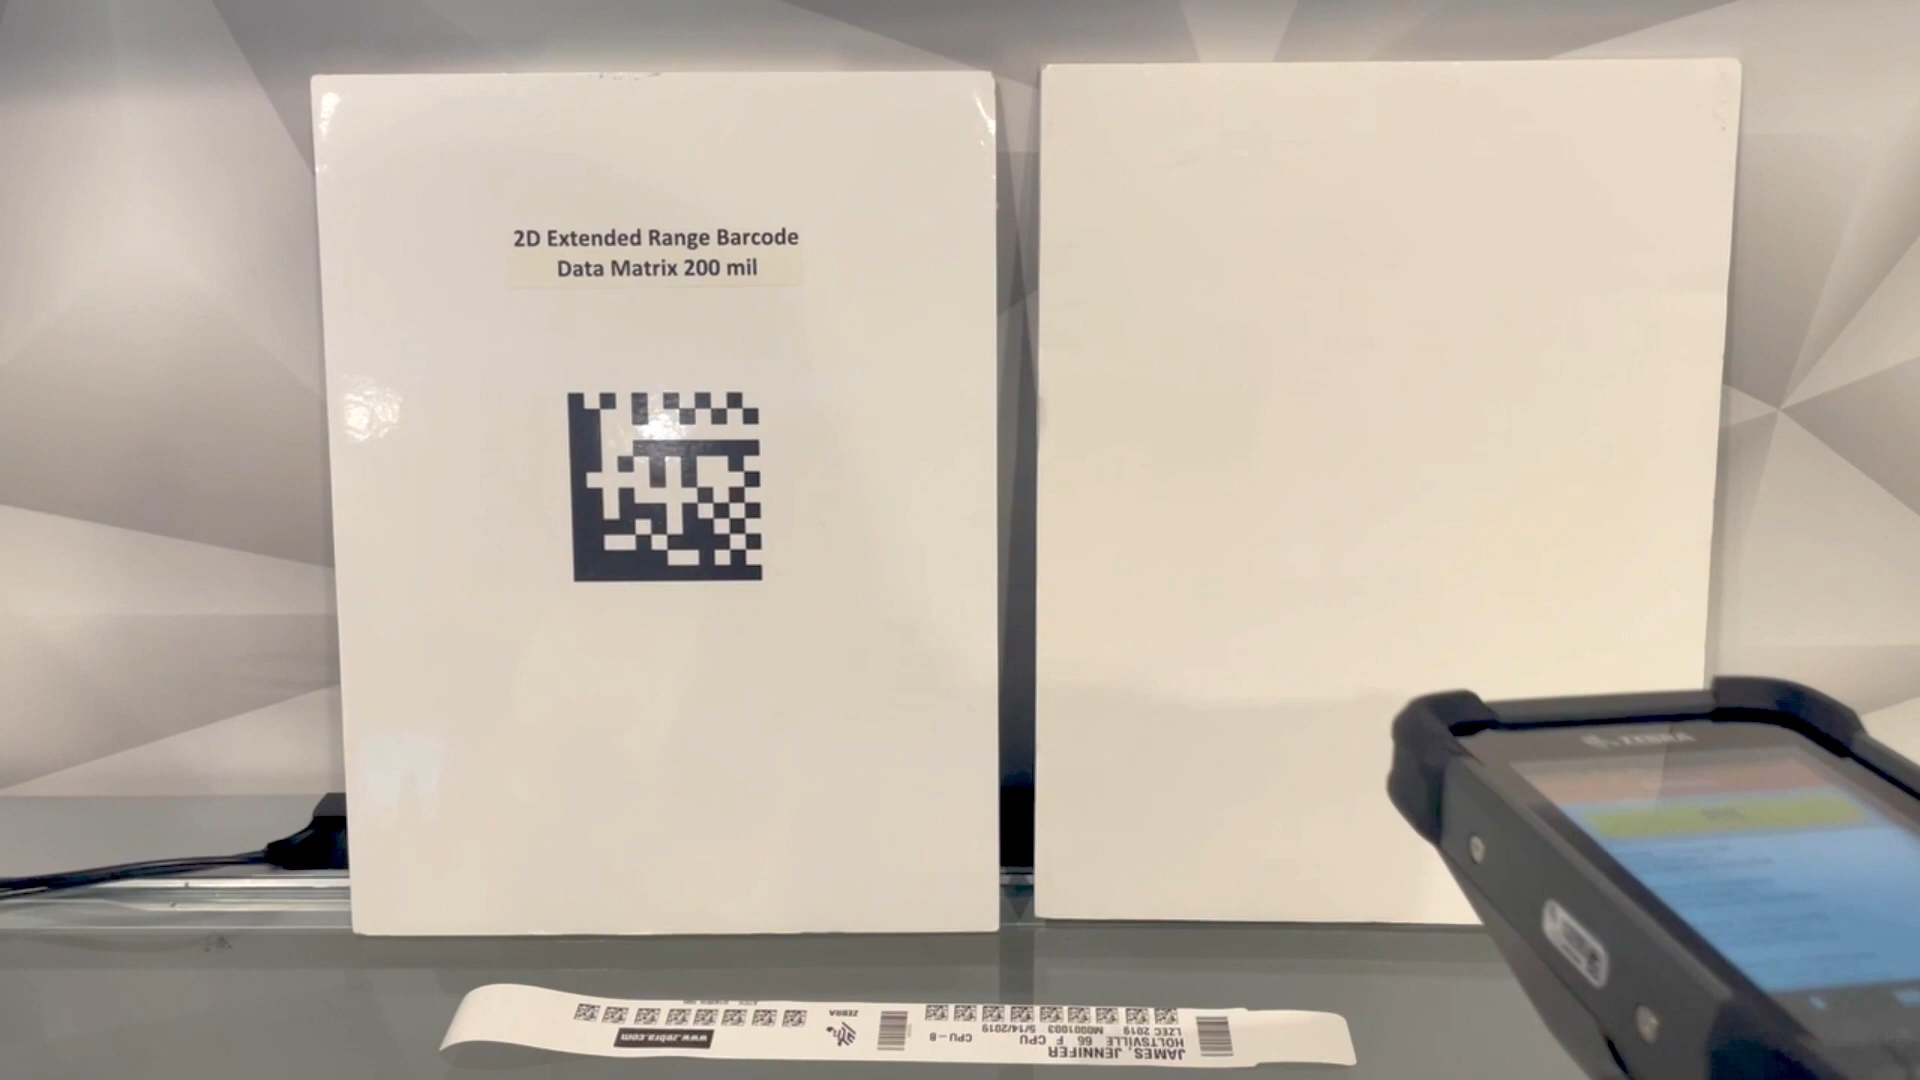 2D Extended Range Barcode
Data Matrix 200 mil
ZEBRA
JAMES, JENNIFER
HOLTSVILLE 66 F CPU
LZEC 2019 M0001003 5/14/2019
CPU-B
ZEBRA
www.zebra.com